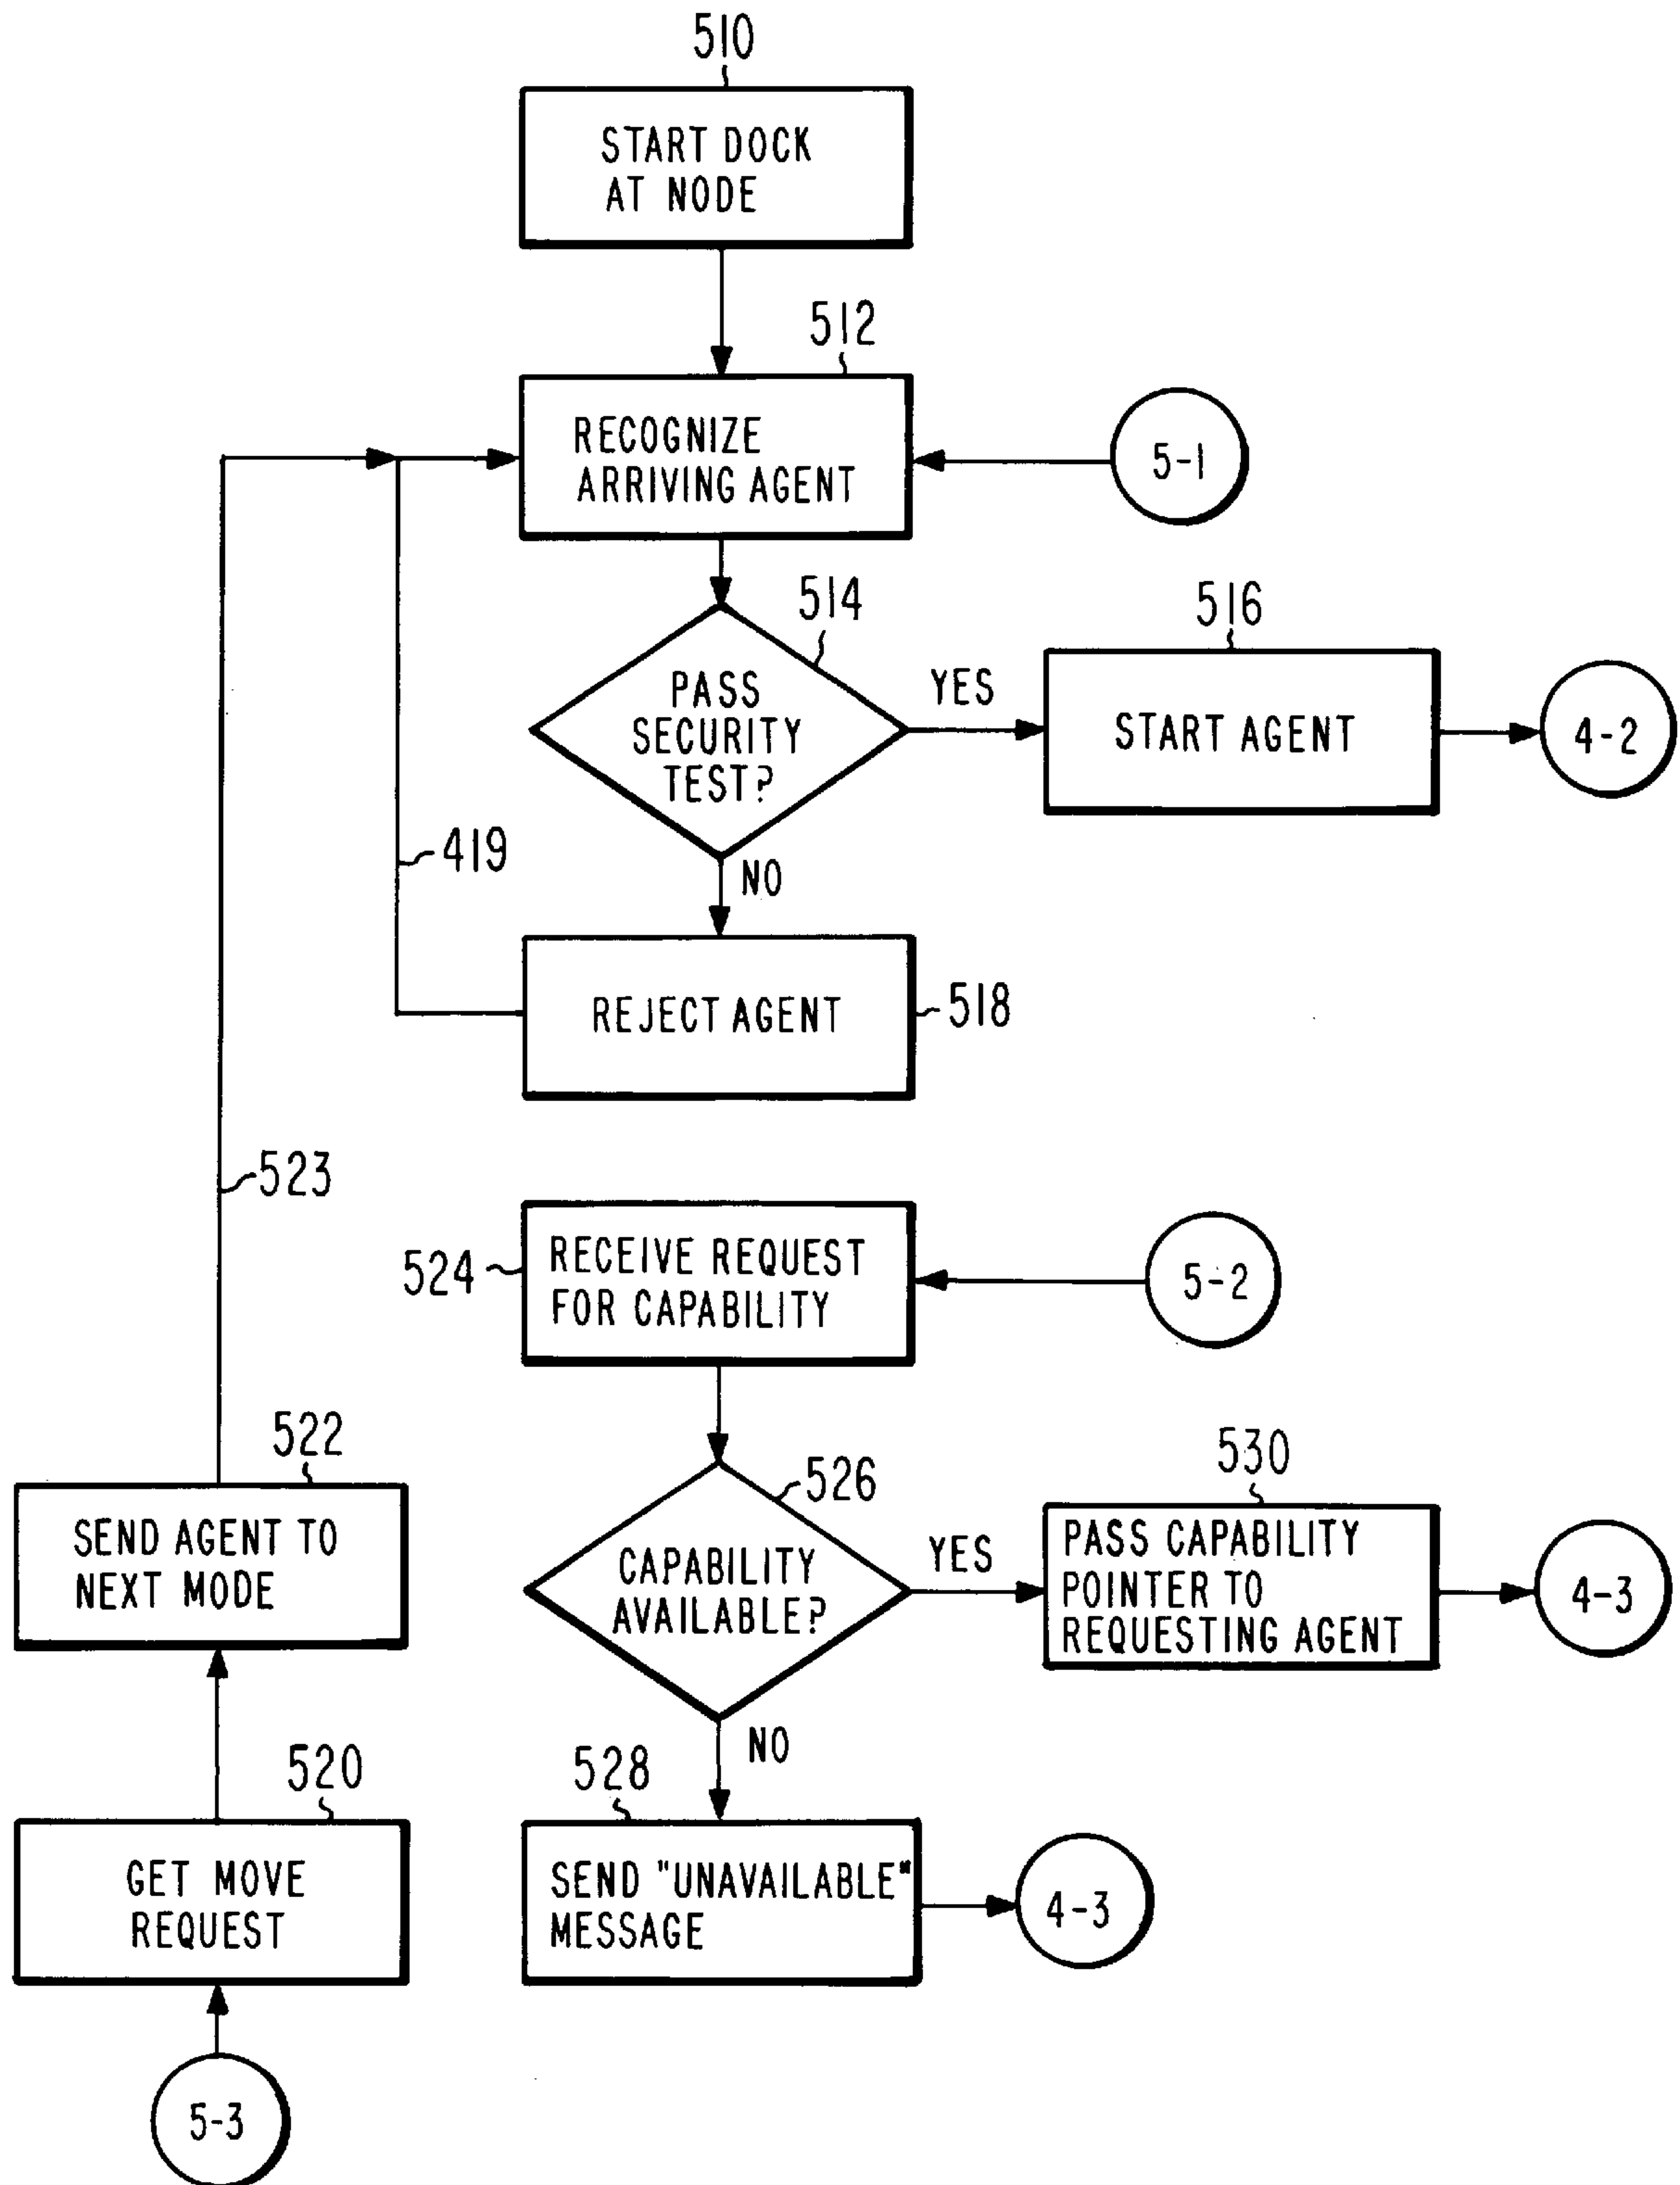 510
START DOCK
AT NODE
512
RECOGNIZE
ARRIVING AGENT
5-1
514
PASS
SECURITY
TEST?
YES
516
START AGENT
4-2
419
NO
REJECT AGENT
518
523
524
RECEIVE REQUEST
FOR CAPABILITY
5-2
522
SEND AGENT TO
NEXT MODE
526
CAPABILITY
AVAILABLE?
YES
530
PASS CAPABILITY
POINTER TO
REQUESTING AGENT
4-3
NO
520
GET MOVE
REQUEST
528
SEND "UNAVAILABLE"
MESSAGE
4-3
5-3